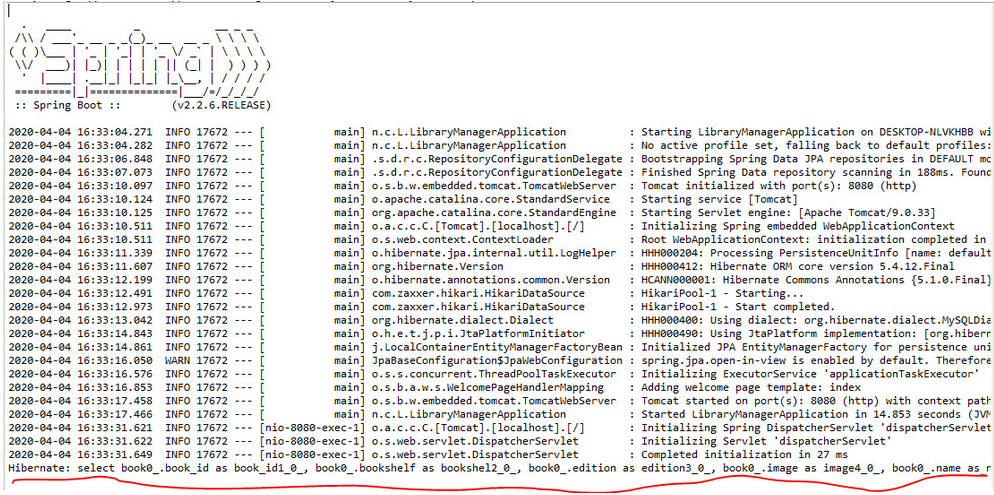 :: Spring Boot ::        (v2.2.6.RELEASE)
2020-04-04 16:33:04.271  INFO 17672 --- [           main] n.c.L.LibraryManagerApplication          : Starting LibraryManagerApplication on DESKTOP-NLVKHBB wi
2020-04-04 16:33:04.282  INFO 17672 --- [           main] n.c.L.LibraryManagerApplication          : No active profile set, falling back to default profiles:
2020-04-04 16:33:06.848  INFO 17672 --- [           main] .s.d.r.c.RepositoryConfigurationDelegate : Bootstrapping Spring Data JPA repositories in DEFAULT mo
2020-04-04 16:33:07.073  INFO 17672 --- [           main] .s.d.r.c.RepositoryConfigurationDelegate : Finished Spring Data repository scanning in 188ms. Found
2020-04-04 16:33:10.097  INFO 17672 --- [           main] o.s.b.w.embedded.tomcat.TomcatWebServer  : Tomcat initialized with port(s): 8080 (http)
2020-04-04 16:33:10.124  INFO 17672 --- [           main] o.apache.catalina.core.StandardService   : Starting service [Tomcat]
2020-04-04 16:33:10.125  INFO 17672 --- [           main] org.apache.catalina.core.StandardEngine  : Starting Servlet engine: [Apache Tomcat/9.0.33]
2020-04-04 16:33:10.511  INFO 17672 --- [           main] o.a.c.c.C.[Tomcat].[localhost].[/]       : Initializing Spring embedded WebApplicationContext
2020-04-04 16:33:10.511  INFO 17672 --- [           main] o.s.web.context.ContextLoader            : Root WebApplicationContext: initialization completed in
2020-04-04 16:33:11.339  INFO 17672 --- [           main] o.hibernate.jpa.internal.util.LogHelper  : HHH000204: Processing PersistenceUnitInfo [name: default
2020-04-04 16:33:11.607  INFO 17672 --- [           main] org.hibernate.Version                    : HHH000412: Hibernate ORM core version 5.4.12.Final
2020-04-04 16:33:12.199  INFO 17672 --- [           main] o.hibernate.annotations.common.Version   : HCANN000001: Hibernate Commons Annotations {5.1.0.Final}
2020-04-04 16:33:12.491  INFO 17672 --- [           main] com.zaxxer.hikari.HikariDataSource       : HikariPool-1 - Starting...
2020-04-04 16:33:12.973  INFO 17672 --- [           main] com.zaxxer.hikari.HikariDataSource       : HikariPool-1 - Start completed.
2020-04-04 16:33:13.042  INFO 17672 --- [           main] org.hibernate.dialect.Dialect            : HHH000400: Using dialect: org.hibernate.dialect.MySQLDia
2020-04-04 16:33:14.843  INFO 17672 --- [           main] o.h.e.t.j.p.i.JtaPlatformInitiator       : HHH000490: Using JtaPlatform implementation: [org.hibern
2020-04-04 16:33:14.861  INFO 17672 --- [           main] j.LocalContainerEntityManagerFactoryBean : Initialized JPA EntityManagerFactory for persistence uni
2020-04-04 16:33:16.050  WARN 17672 --- [           main] JpaBaseConfiguration$JpaWebConfiguration : spring.jpa.open-in-view is enabled by default. Therefore
2020-04-04 16:33:16.576  INFO 17672 --- [           main] o.s.s.concurrent.ThreadPoolTaskExecutor  : Initializing ExecutorService 'applicationTaskExecutor'
2020-04-04 16:33:16.853  INFO 17672 --- [           main] o.s.b.a.w.s.WelcomePageHandlerMapping    : Adding welcome page template: index
2020-04-04 16:33:17.458  INFO 17672 --- [           main] o.s.b.w.embedded.tomcat.TomcatWebServer  : Tomcat started on port(s): 8080 (http) with context path
2020-04-04 16:33:17.466  INFO 17672 --- [           main] n.c.L.LibraryManagerApplication          : Started LibraryManagerApplication in 14.853 seconds (JVM
2020-04-04 16:33:31.621  INFO 17672 --- [nio-8080-exec-1] o.a.c.c.C.[Tomcat].[localhost].[/]       : Initializing Spring DispatcherServlet 'dispatcherServlet
2020-04-04 16:33:31.622  INFO 17672 --- [nio-8080-exec-1] o.s.web.servlet.DispatcherServlet        : Initializing Servlet 'dispatcherServlet'
2020-04-04 16:33:31.649  INFO 17672 --- [nio-8080-exec-1] o.s.web.servlet.DispatcherServlet        : Completed initialization in 27 ms
Hibernate: select book0_.book_id as book_id1_0_, book0_.bookshelf as bookshel2_0_, book0_.edition as edition3_0_, book0_.image as image4_0_, book0_.name as n